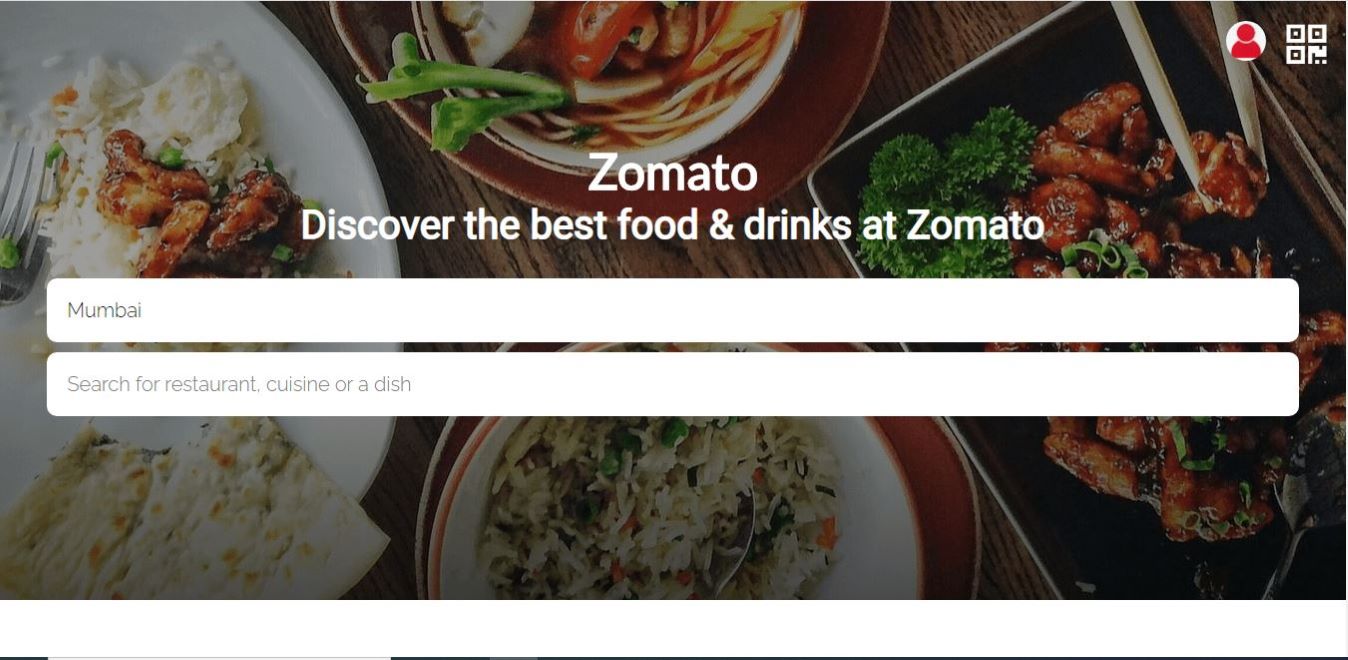 Zomato
Discover the best food & drinks at Zomato
Mumbai
Search for restaurant, cuisine or a dish